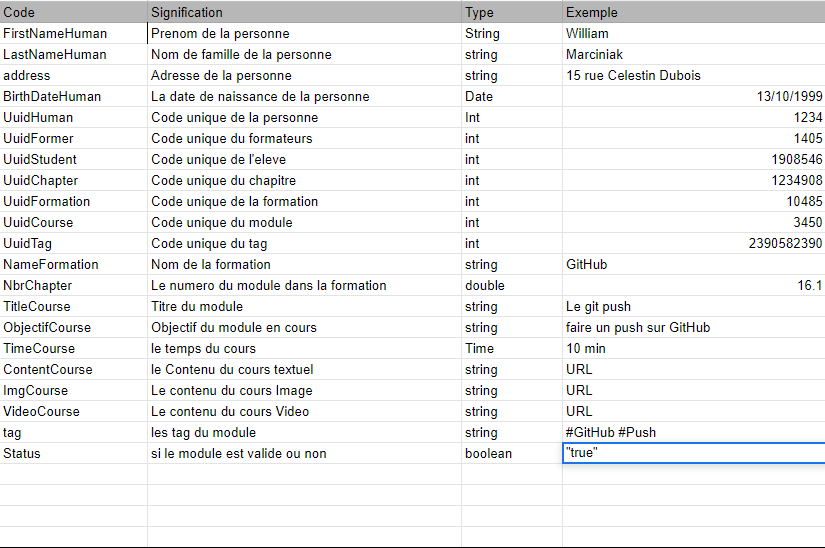 Code Signification Type Exemple
FirstNameHuman Prenom de la personne String William
LastNameHuman Nom de famille de la personne string Marciniak
address Adresse de la personne string 15 rue Celestin Dubois
BirthDateHuman La date de naissance de la personne Date 13/10/1999
UuidHuman Code unique de la personne Int 1234
UuidFormer Code unique du formateurs int 1405
UuidStudent Code unique de l'eleve int 1908546
UuidChapter Code unique du chapitre int 1234908
UuidFormation Code unique de la formation int 10485
UuidCourse Code unique du module int 3450
UuidTag Code unique du tag int 2390582390
NameFormation Nom de la formation string GitHub
NbrChapter Le numero du module dans la formation double 16.1
TitleCourse Titre du module string Le git push
ObjectifCourse Objectif du module en cours string faire un push sur GitHub
TimeCourse le temps du cours Time 10 min
ContentCourse le Contenu du cours textuel string URL
ImgCourse Le contenu du cours Image string URL
VideoCourse Le contenu du cours Video string URL
tag les tag du module string #GitHub #Push
Status si le module est valide ou non boolean "true"